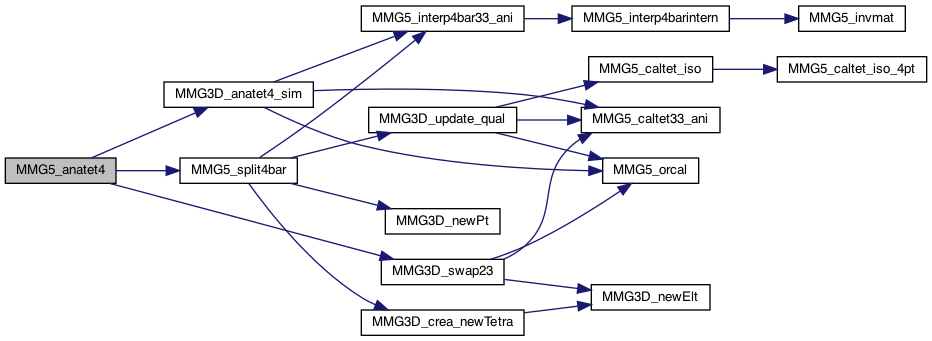 MMG5_anatet4
MMG3D_anatet4_sim
MMG5_split4bar
MMG5_interp4bar33_ani
MMG3D_update_qual
MMG3D_newPt
MMG3D_swap23
MMG3D_crea_newTetra
MMG5_interp4barintern
MMG5_caltet_iso
MMG5_caltet33_ani
MMG5_orcal
MMG3D_newElt
MMG5_invmat
MMG5_caltet_iso_4pt